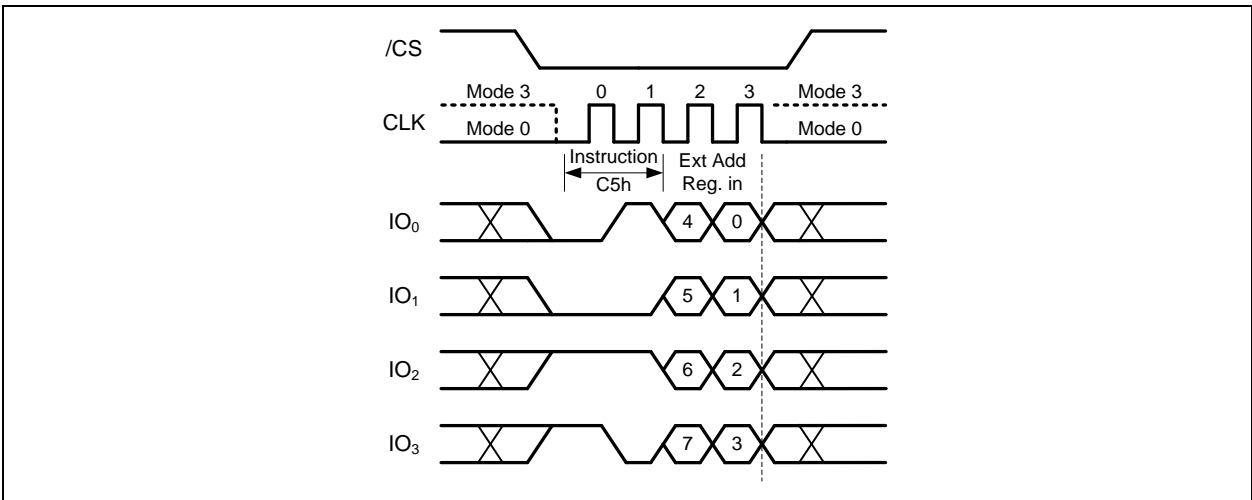 /CS
Mode 3 0 1 2 3 Mode 3
CLK
Mode 0 Mode 0
Instruction Ext Add
C5h Reg. in
IO₀ 4 0
IO₁ 5 1
IO₂ 6 2
IO₃ 7 3